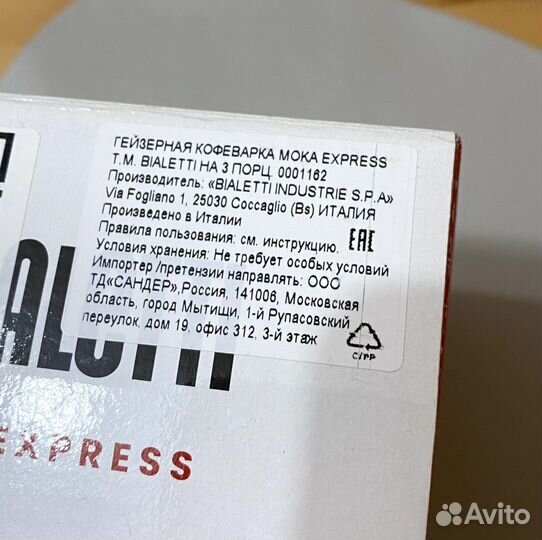 ГЕЙЗЕРНАЯ КОФЕВАРКА MOKA EXPRESS
T.M. BIALETTI НА 3 ПОРЦ. 0001162
Производитель: «BIALETTI INDUSTRIE S.P.A»
Via Fogliano 1, 25030 Coccaglio (Bs) ИТАЛИЯ
Произведено в Италии
Правила пользования: см. инструкцию.
EAC
Условия хранения: Не требует особых условий
Импортер /претензии направлять: ООО
ТД«САНДЕР»,Россия, 141006, Московская
область, город Мытищи, 1-й Рупасовский
переулок, дом 19, офис 312, 3-й этаж
C/PP
EXPRESS
Avito